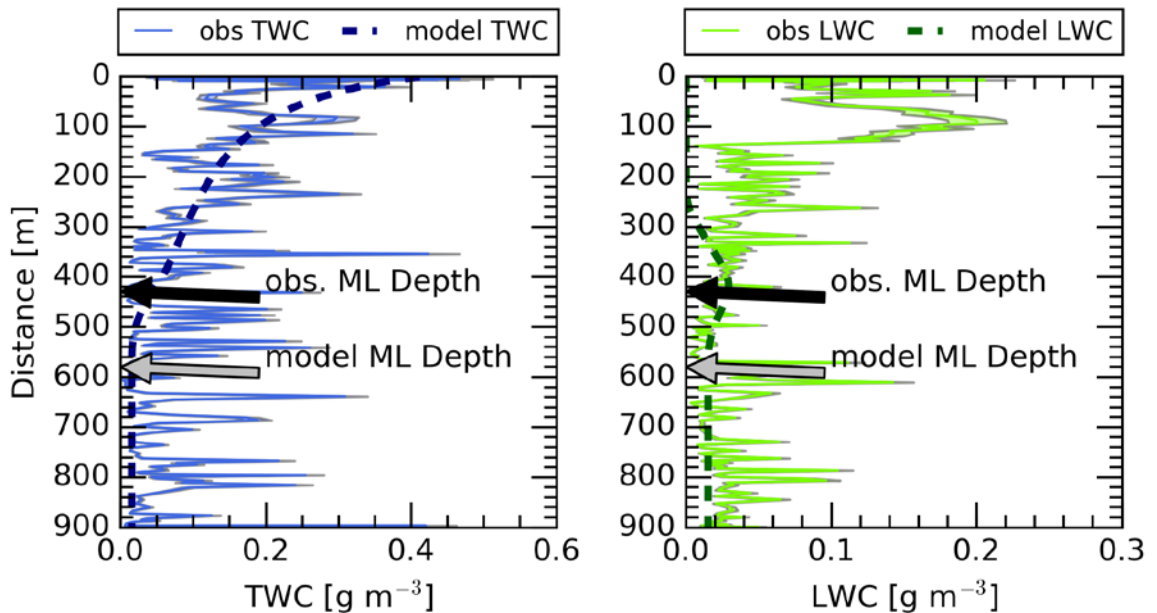 obs TWC model TWC
obs LWC model LWC
0
100
200
300
400
500
600
700
800
900
Distance [m]
obs. ML Depth
model ML Depth
0.0 0.2 0.4 0.6
TWC [g m⁻³]
0
100
200
300
400
500
600
700
800
900
obs. ML Depth
model ML Depth
0.0 0.1 0.2 0.3
LWC [g m⁻³]